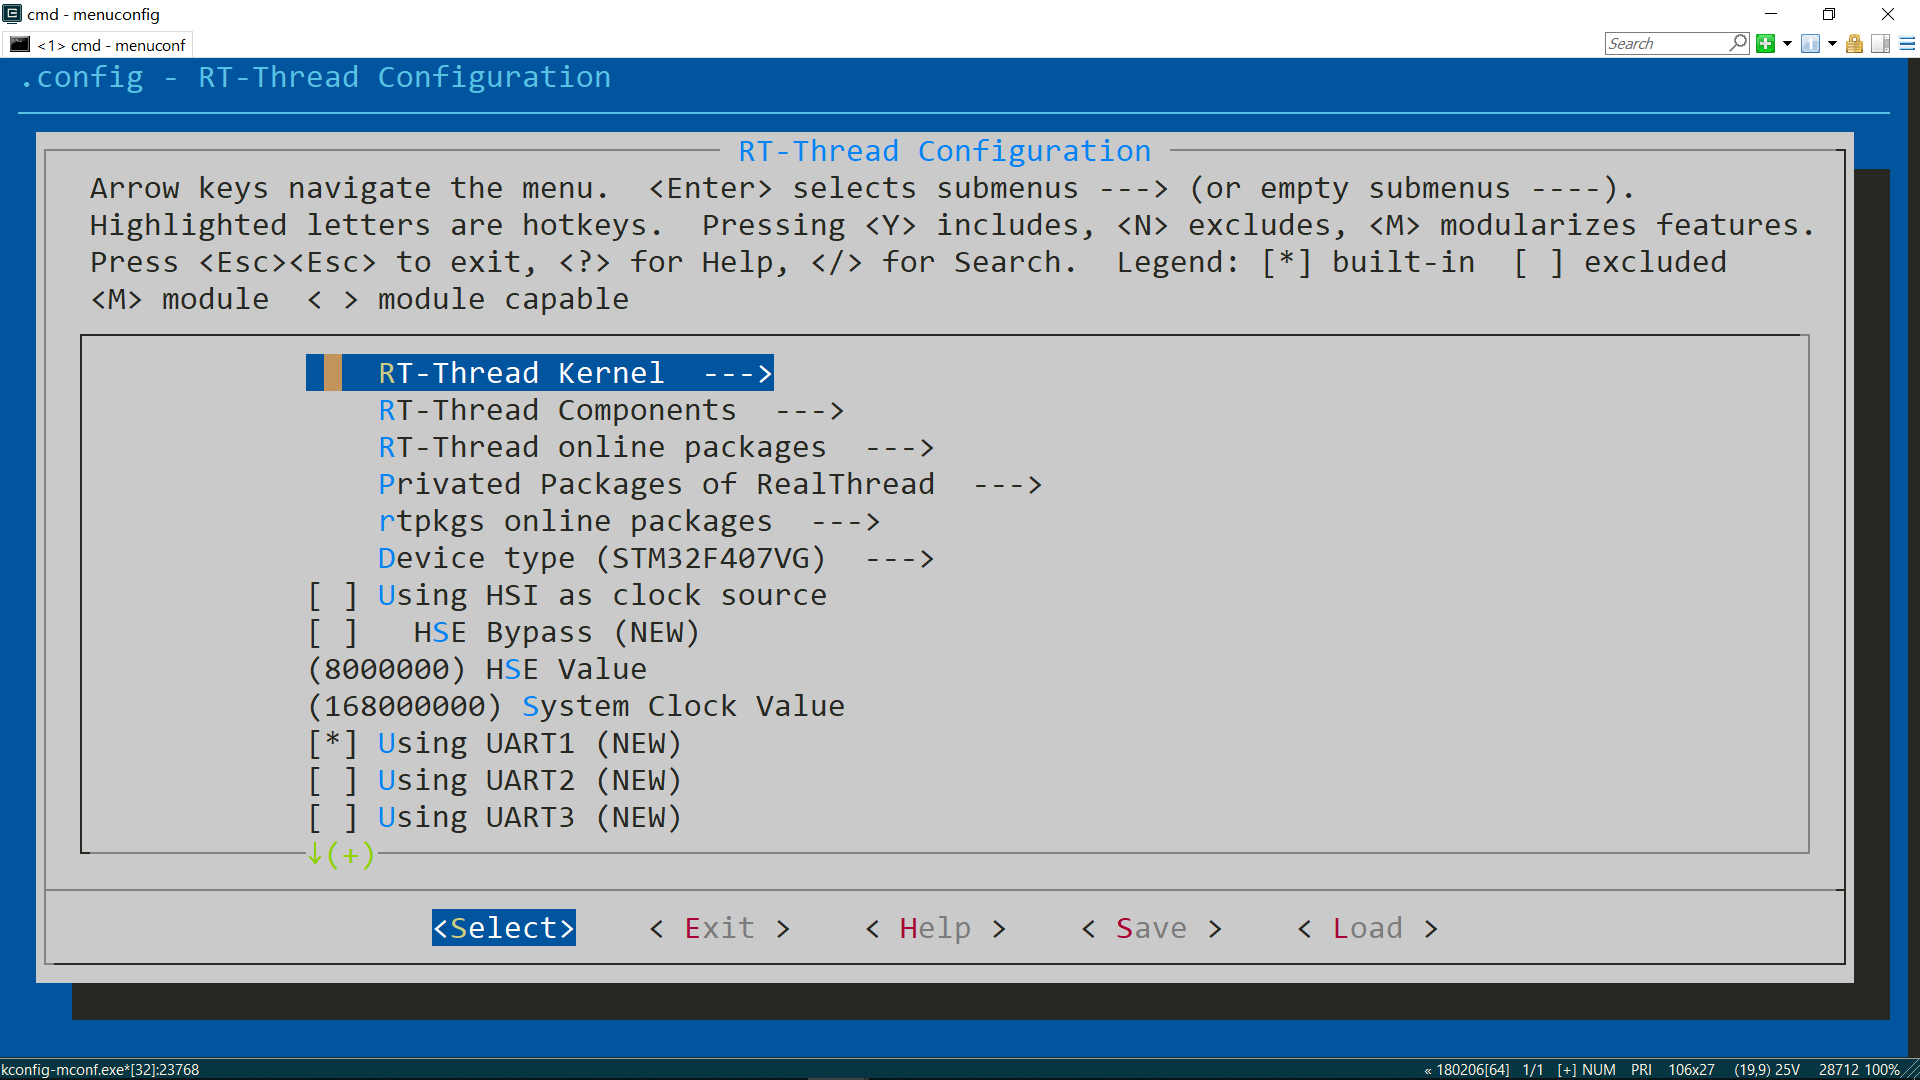 cmd - menuconfig
<1> cmd - menuconf
Search
.config - RT-Thread Configuration
RT-Thread Configuration
Arrow keys navigate the menu.  <Enter> selects submenus ---> (or empty submenus ----).
Highlighted letters are hotkeys.  Pressing <Y> includes, <N> excludes, <M> modularizes features.
Press <Esc><Esc> to exit, <?> for Help, </> for Search.  Legend: [*] built-in  [ ] excluded
<M> module  < > module capable
RT-Thread Kernel  --->
RT-Thread Components  --->
RT-Thread online packages  --->
Privated Packages of RealThread  --->
rtpkgs online packages  --->
Device type (STM32F407VG)  --->
[ ] Using HSI as clock source
[ ]   HSE Bypass (NEW)
(8000000) HSE Value
(168000000) System Clock Value
[*] Using UART1 (NEW)
[ ] Using UART2 (NEW)
[ ] Using UART3 (NEW)
↓(+)
<Select>    < Exit >    < Help >    < Save >    < Load >
kconfig-mconf.exe*[32]:23768 « 180206[64] 1/1 [+] NUM PRI 106x27 (19,9) 25V 28712 100%